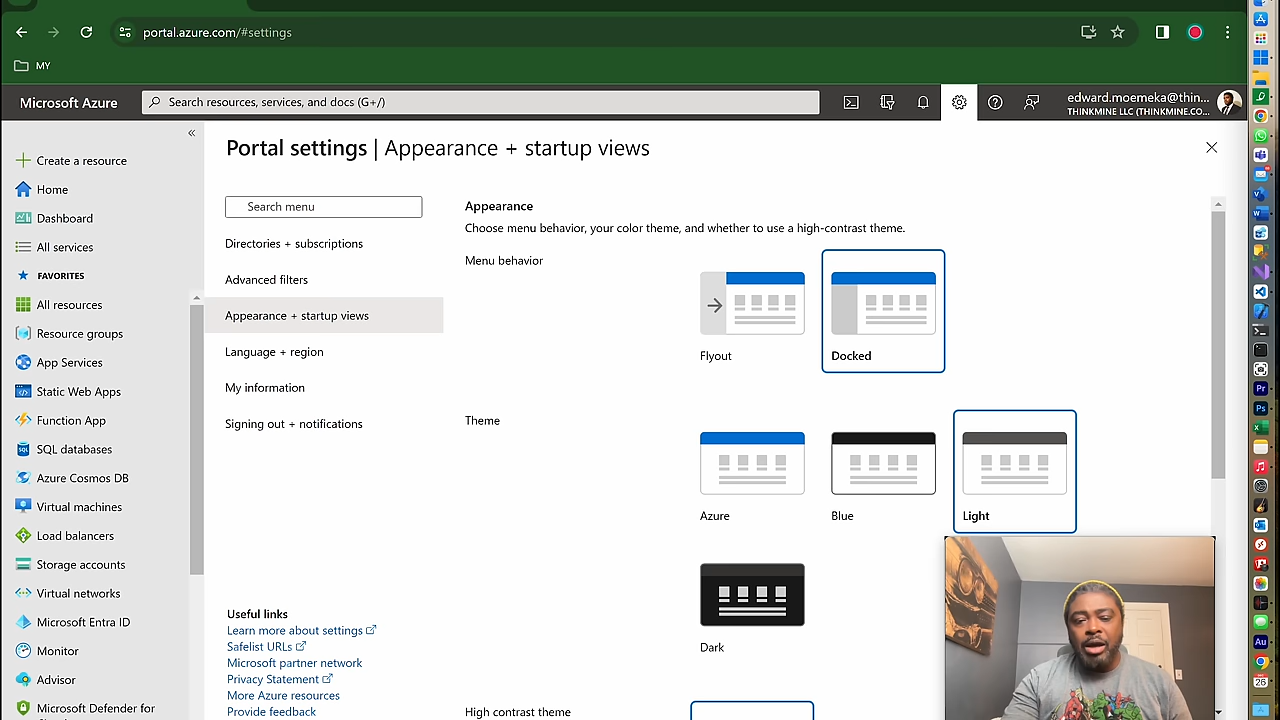 portal.azure.com/#settings
MY
Microsoft Azure
Search resources, services, and docs (G+/)
edward.moemeka@thin...
THINKMINE LLC (THINKMINE.CO...
Create a resource
Home
Dashboard
All services
FAVORITES
All resources
Resource groups
App Services
Static Web Apps
Function App
SQL databases
Azure Cosmos DB
Virtual machines
Load balancers
Storage accounts
Virtual networks
Microsoft Entra ID
Monitor
Advisor
Microsoft Defender for
Portal settings | Appearance + startup views
Search menu
Directories + subscriptions
Advanced filters
Appearance + startup views
Language + region
My information
Signing out + notifications
Useful links
Learn more about settings
Safelist URLs
Microsoft partner network
Privacy Statement
More Azure resources
Provide feedback
Appearance
Choose menu behavior, your color theme, and whether to use a high-contrast theme.
Menu behavior
Flyout
Docked
Theme
Azure
Blue
Light
Dark
High contrast theme
Pr
Ps
Au
25